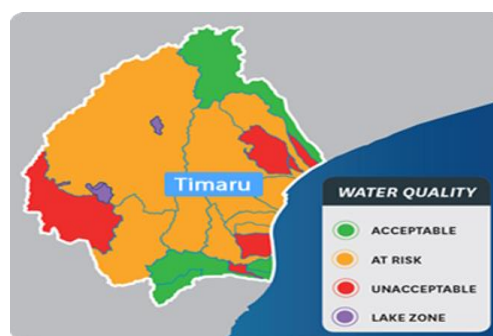 Timaru
WATER QUALITY
ACCEPTABLE
AT RISK
UNACCEPTABLE
LAKE ZONE